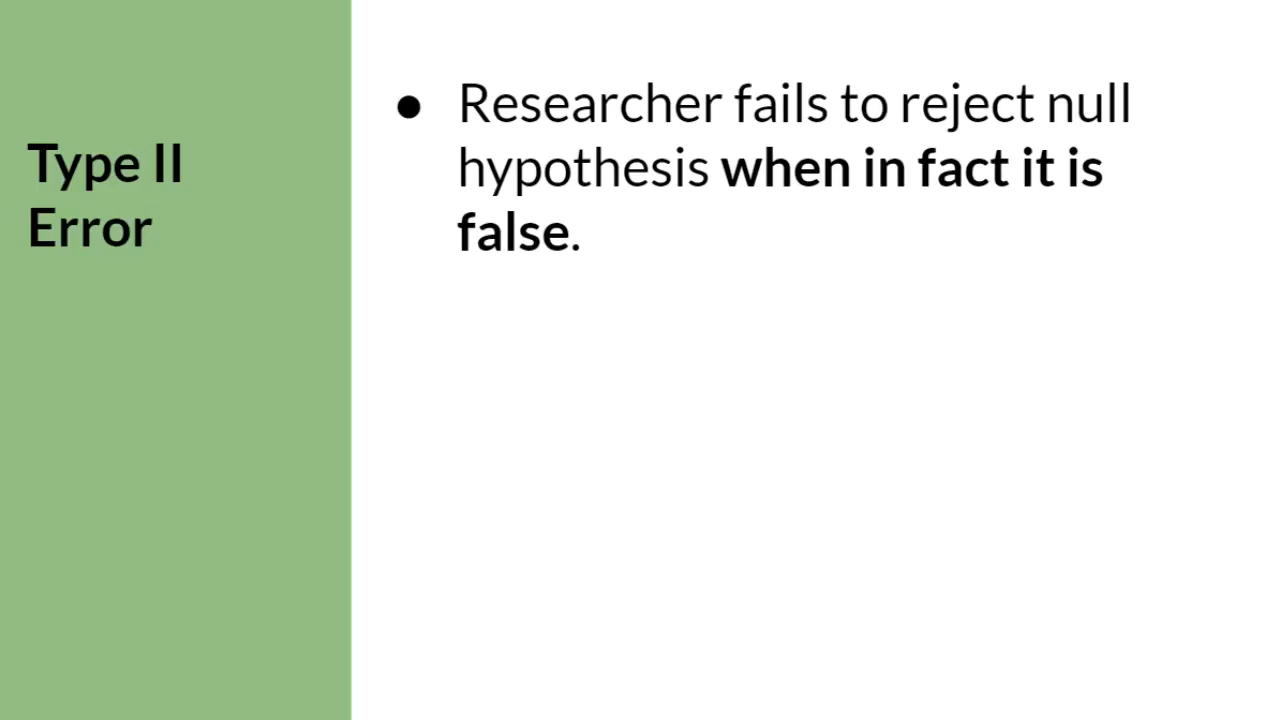 Type II
Error
● Researcher fails to reject null
hypothesis when in fact it is
false.